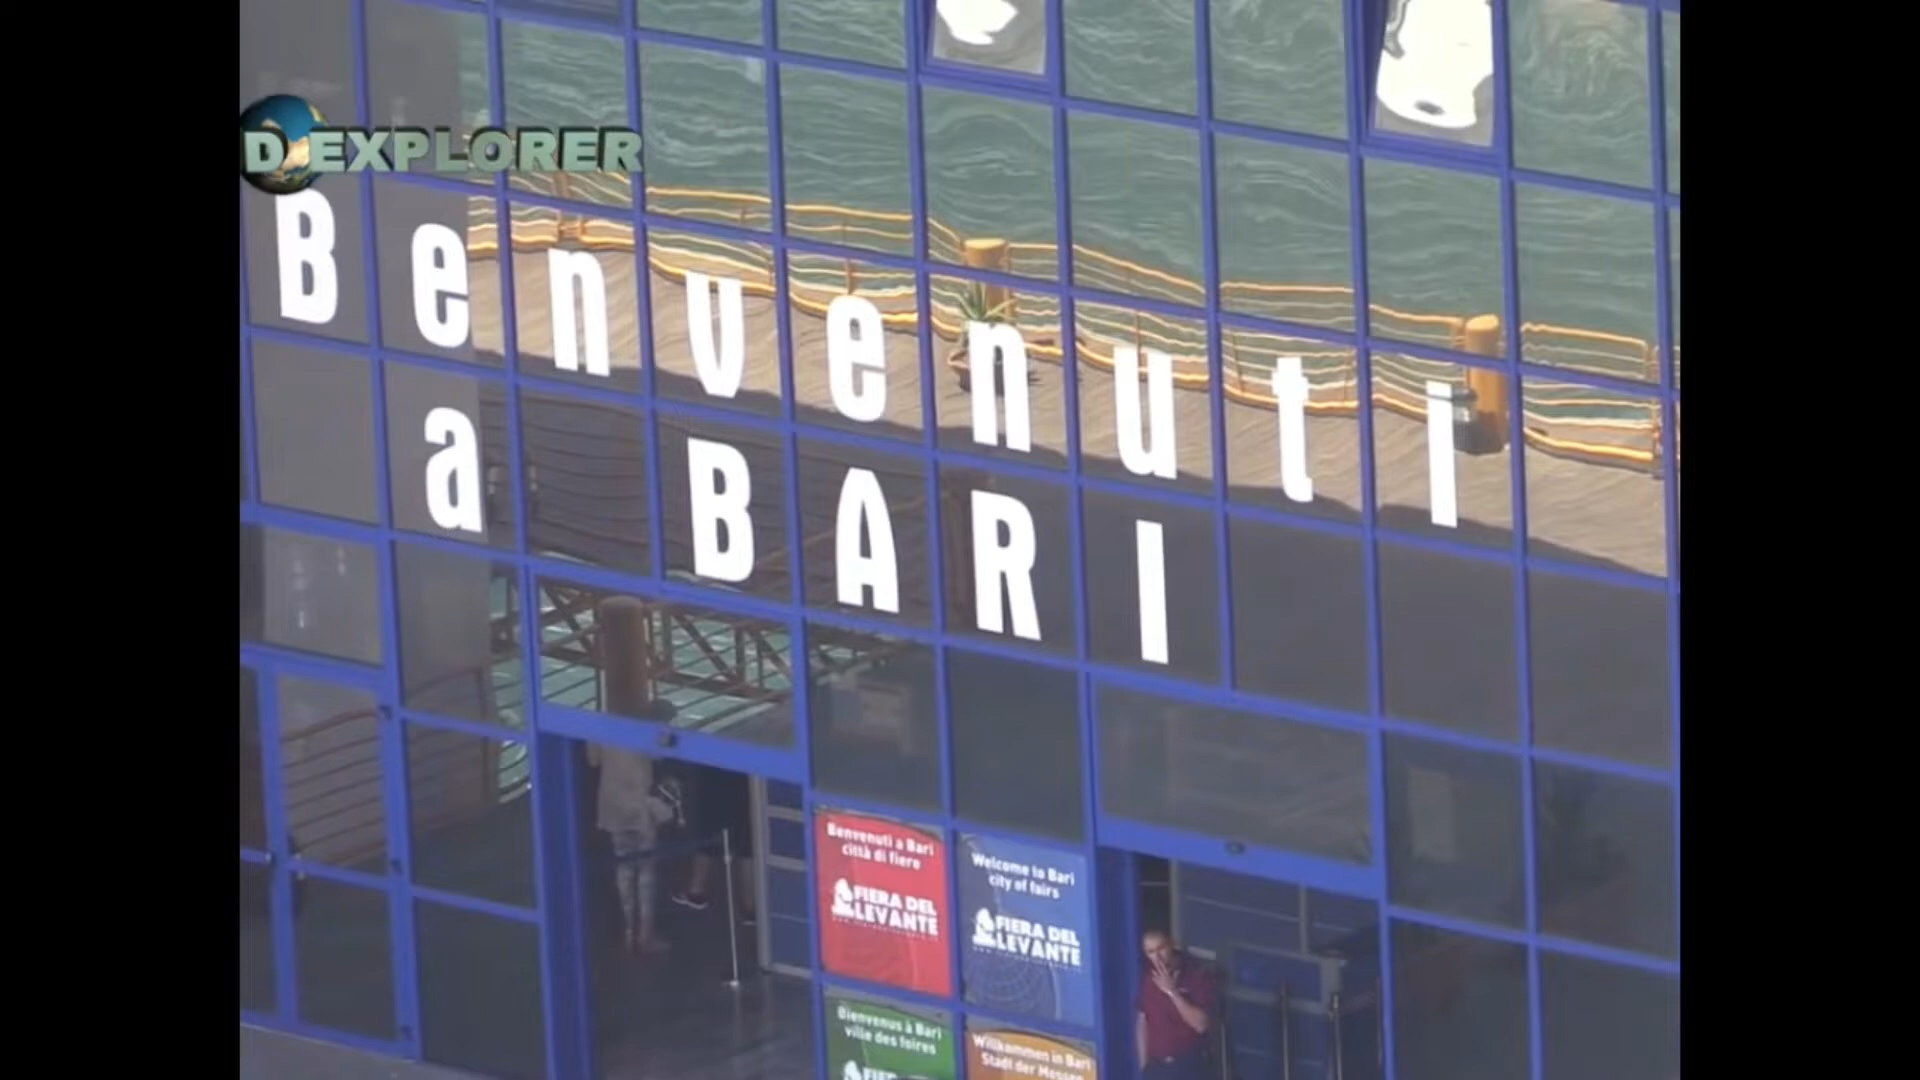 D EXPLORER
Benvenuti
a BARI
Benvenuti a Bari
città di fiere
FIERA DEL
LEVANTE
Welcome to Bari
city of fairs
FIERA DEL
LEVANTE
Bienvenus à Bari
ville des foires
Willkommen in Bari
Stadt der Messen